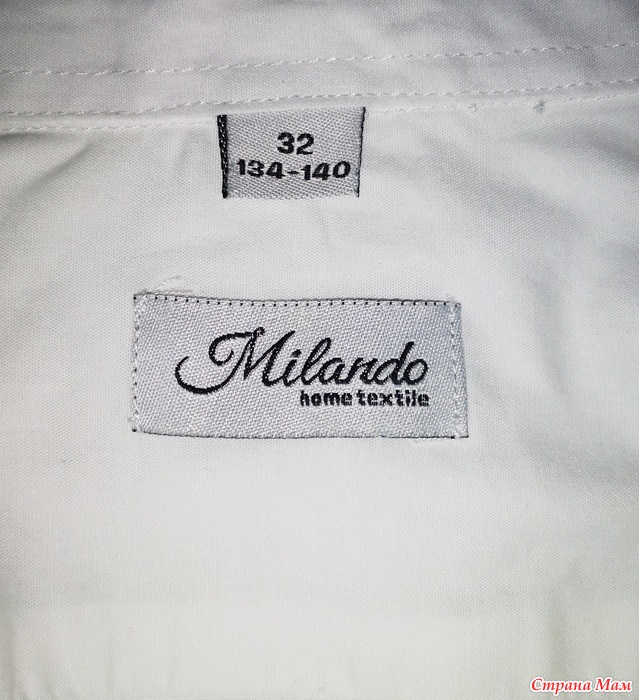 32
134-140
Milando
home textile
Страна Мам